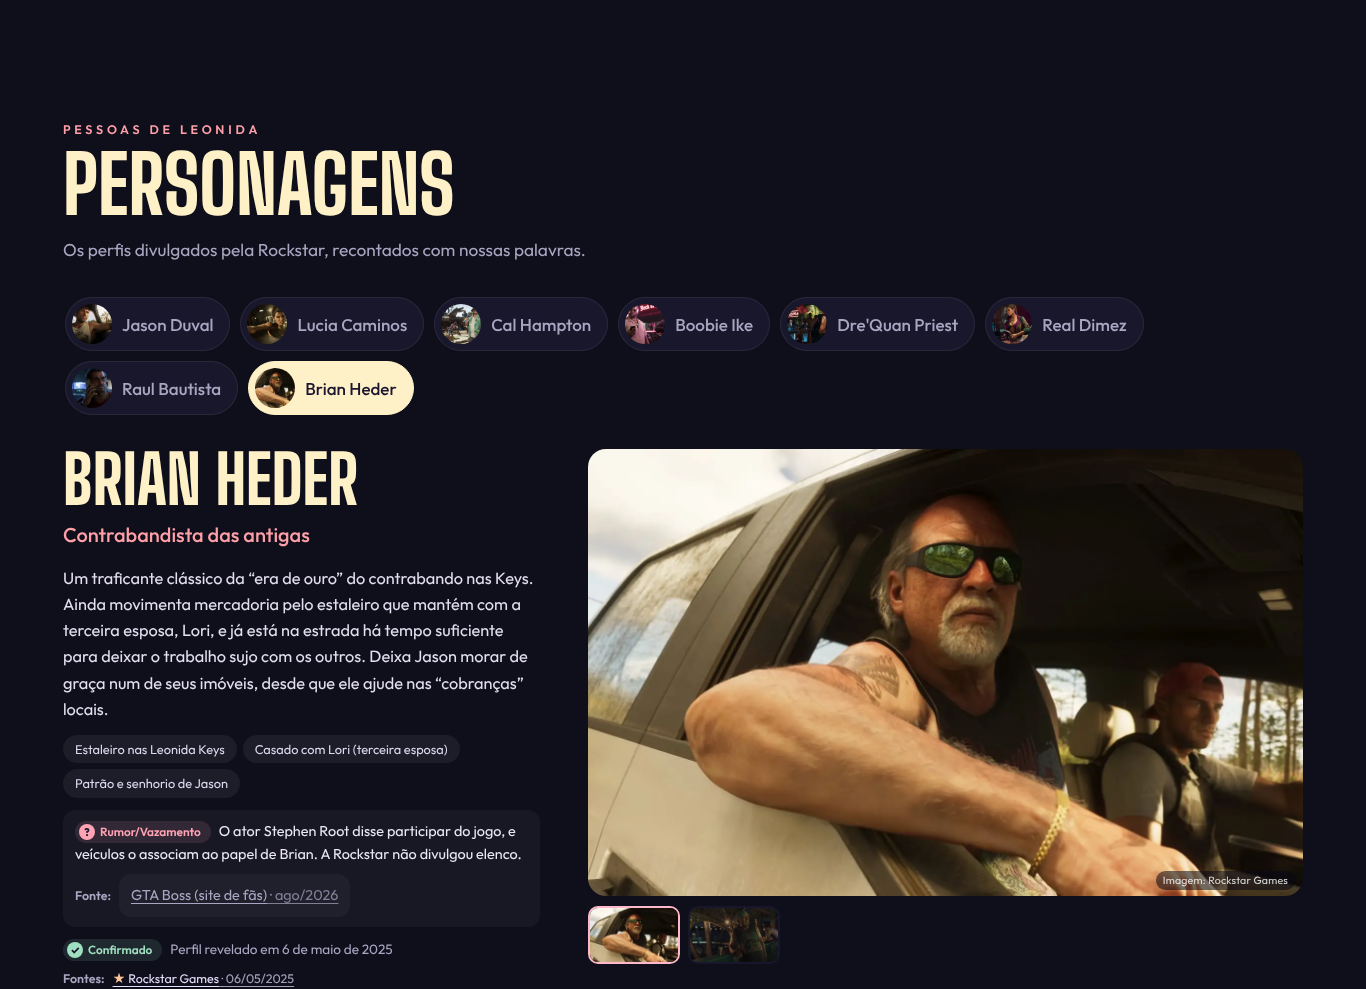 PESSOAS DE LEONIDA
PERSONAGENS
Os perfis divulgados pela Rockstar, recontados com nossas palavras.
Jason Duval
Lucia Caminos
Cal Hampton
Boobie Ike
Dre'Quan Priest
Real Dimez
Raul Bautista
Brian Heder
BRIAN HEDER
Contrabandista das antigas
Um traficante clássico da “era de ouro” do contrabando nas Keys.
Ainda movimenta mercadoria pelo estaleiro que mantém com a
terceira esposa, Lori, e já está na estrada há tempo suficiente
para deixar o trabalho sujo com os outros. Deixa Jason morar de
graça num de seus imóveis, desde que ele ajude nas “cobranças”
locais.
Estaleiro nas Leonida Keys
Casado com Lori (terceira esposa)
Patrão e senhorio de Jason
? Rumor/Vazamento O ator Stephen Root disse participar do jogo, e
veículos o associam ao papel de Brian. A Rockstar não divulgou elenco.
Fonte: GTA Boss (site de fãs) · ago/2026
Confirmado Perfil revelado em 6 de maio de 2025
Fontes: ★ Rockstar Games · 06/05/2025
Imagem: Rockstar Games